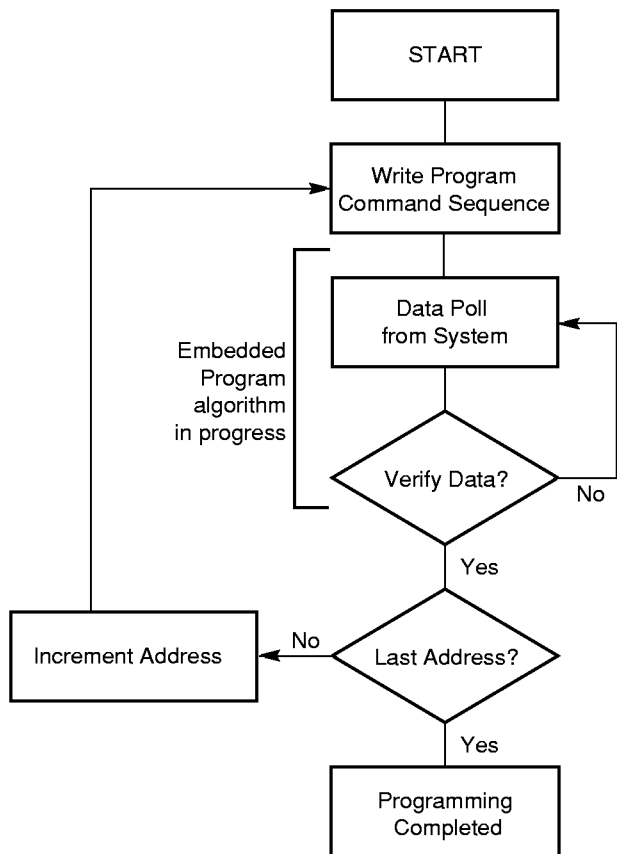 START
Write Program
Command Sequence
Data Poll
from System
Embedded
Program
algorithm
in progress
Verify Data?
No
Yes
Increment Address
No
Last Address?
Yes
Programming
Completed